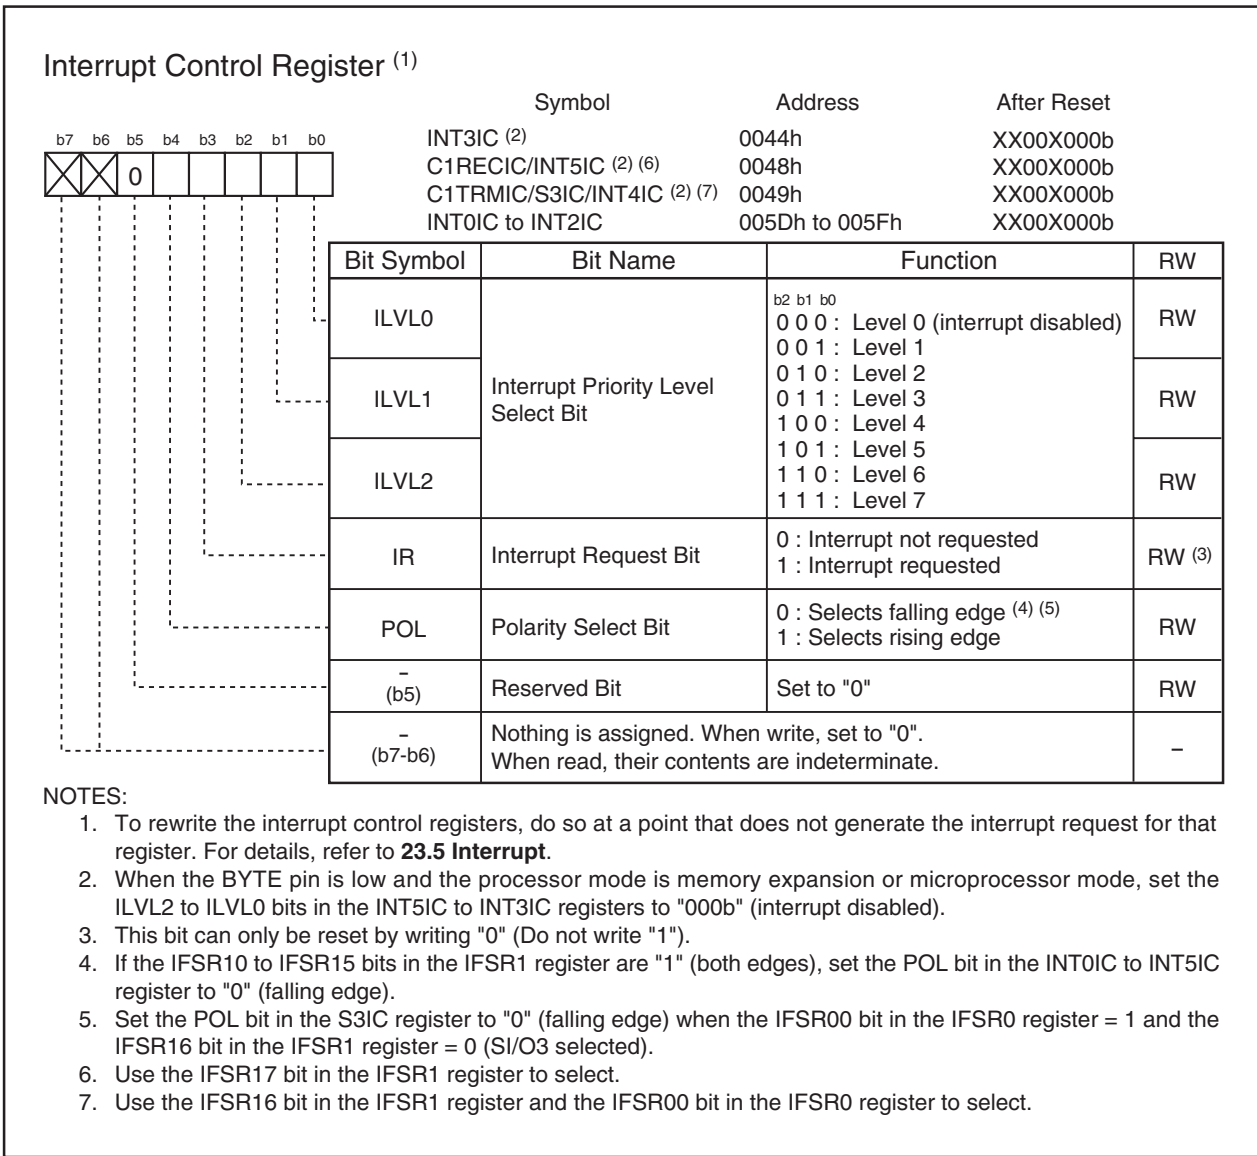 Interrupt Control Register (1)
Symbol Address After Reset
b7 b6 b5 b4 b3 b2 b1 b0
0
INT3IC (2) 0044h XX00X000b
C1RECIC/INT5IC (2) (6) 0048h XX00X000b
C1TRMIC/S3IC/INT4IC (2) (7) 0049h XX00X000b
INT0IC to INT2IC 005Dh to 005Fh XX00X000b
Bit Symbol Bit Name Function RW
ILVL0 RW
ILVL1 RW
ILVL2 RW
Interrupt Priority Level
Select Bit
b2 b1 b0
0 0 0 : Level 0 (interrupt disabled)
0 0 1 : Level 1
0 1 0 : Level 2
0 1 1 : Level 3
1 0 0 : Level 4
1 0 1 : Level 5
1 1 0 : Level 6
1 1 1 : Level 7
IR Interrupt Request Bit 0 : Interrupt not requested RW (3)
1 : Interrupt requested
POL Polarity Select Bit 0 : Selects falling edge (4) (5) RW
1 : Selects rising edge
–
(b5) Reserved Bit Set to "0" RW
–
(b7-b6) Nothing is assigned. When write, set to "0". –
When read, their contents are indeterminate.
NOTES:
1. To rewrite the interrupt control registers, do so at a point that does not generate the interrupt request for that
register. For details, refer to 23.5 Interrupt.
2. When the BYTE pin is low and the processor mode is memory expansion or microprocessor mode, set the
ILVL2 to ILVL0 bits in the INT5IC to INT3IC registers to "000b" (interrupt disabled).
3. This bit can only be reset by writing "0" (Do not write "1").
4. If the IFSR10 to IFSR15 bits in the IFSR1 register are "1" (both edges), set the POL bit in the INT0IC to INT5IC
register to "0" (falling edge).
5. Set the POL bit in the S3IC register to "0" (falling edge) when the IFSR00 bit in the IFSR0 register = 1 and the
IFSR16 bit in the IFSR1 register = 0 (SI/O3 selected).
6. Use the IFSR17 bit in the IFSR1 register to select.
7. Use the IFSR16 bit in the IFSR1 register and the IFSR00 bit in the IFSR0 register to select.